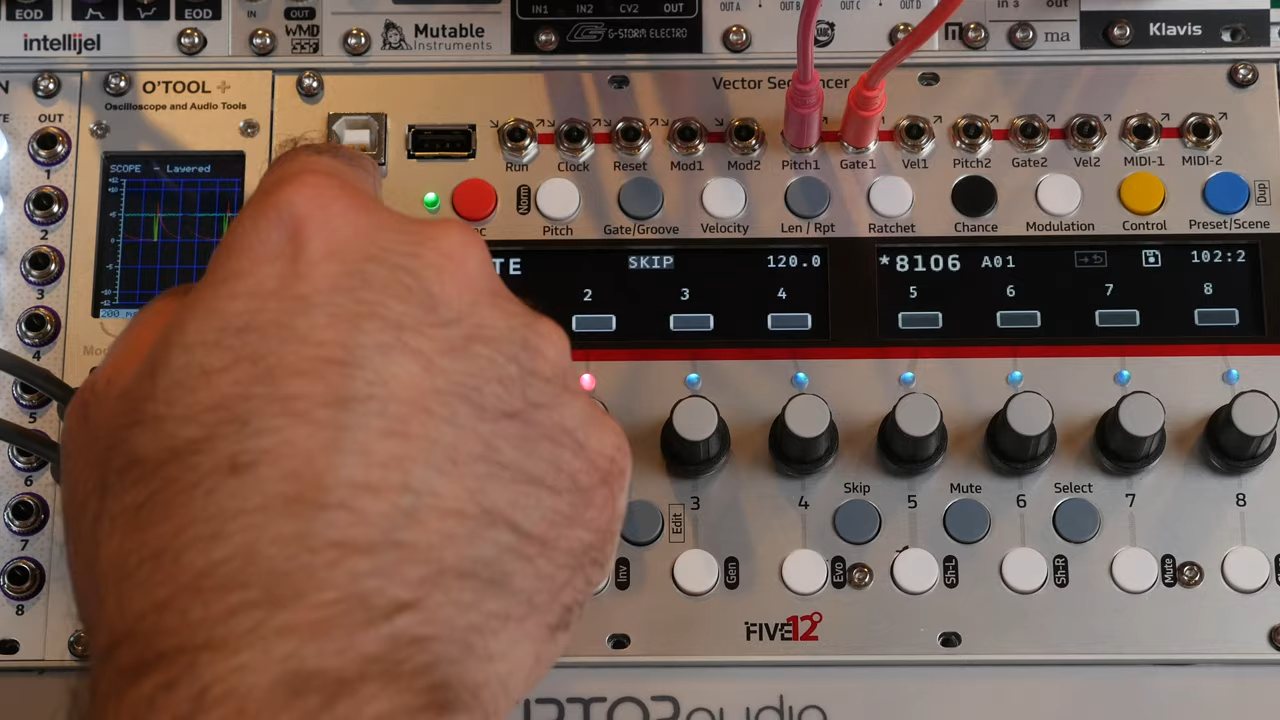 EOD EOD IN OUT IN1 IN2 CV2 OUT OUT A OUT B OUT C OUT D in 3 out
intellijel WMD SSF Mutable Instruments G-STORM ELECTRO ma Klavis
O'TOOL +
Oscilloscope and Audio Tools
Vector Sequencer
OUT
1
2
3
4
5
6
7
8
SCOPE - Layered
Run Clock Reset Mod1 Mod2 Pitch1 Gate1 Vel1 Pitch2 Gate2 Vel2 MIDI-1 MIDI-2
Norm Dup
Pitch Gate/Groove Velocity Len / Rpt Ratchet Chance Modulation Control Preset/Scene
TE SKIP 120.0 *8106 A01 102:2
2 3 4 5 6 7 8
3 4 5 6 7 8
Skip Mute Select
Edit
Inv Gen Evo Sh-L Sh-R Mute
FIVE12
audio